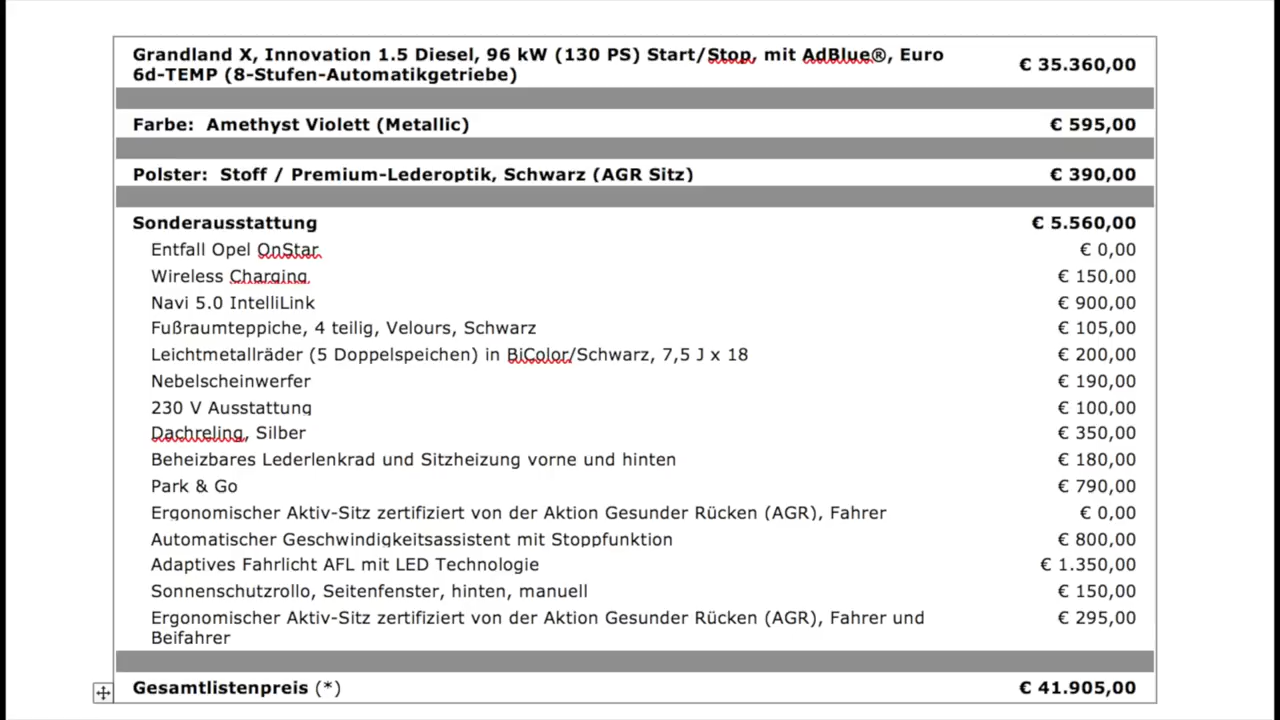 Grandland X, Innovation 1.5 Diesel, 96 kW (130 PS) Start/Stop, mit AdBlue®, Euro
6d-TEMP (8-Stufen-Automatikgetriebe) € 35.360,00
Farbe: Amethyst Violett (Metallic) € 595,00
Polster: Stoff / Premium-Lederoptik, Schwarz (AGR Sitz) € 390,00
Sonderausstattung € 5.560,00
Entfall Opel OnStar € 0,00
Wireless Charging € 150,00
Navi 5.0 IntelliLink € 900,00
Fußraumteppiche, 4 teilig, Velours, Schwarz € 105,00
Leichtmetallräder (5 Doppelspeichen) in BiColor/Schwarz, 7,5 J x 18 € 200,00
Nebelscheinwerfer € 190,00
230 V Ausstattung € 100,00
Dachreling, Silber € 350,00
Beheizbares Lederlenkrad und Sitzheizung vorne und hinten € 180,00
Park & Go € 790,00
Ergonomischer Aktiv-Sitz zertifiziert von der Aktion Gesunder Rücken (AGR), Fahrer € 0,00
Automatischer Geschwindigkeitsassistent mit Stoppfunktion € 800,00
Adaptives Fahrlicht AFL mit LED Technologie € 1.350,00
Sonnenschutzrollo, Seitenfenster, hinten, manuell € 150,00
Ergonomischer Aktiv-Sitz zertifiziert von der Aktion Gesunder Rücken (AGR), Fahrer und € 295,00
Beifahrer
Gesamtlistenpreis (*) € 41.905,00